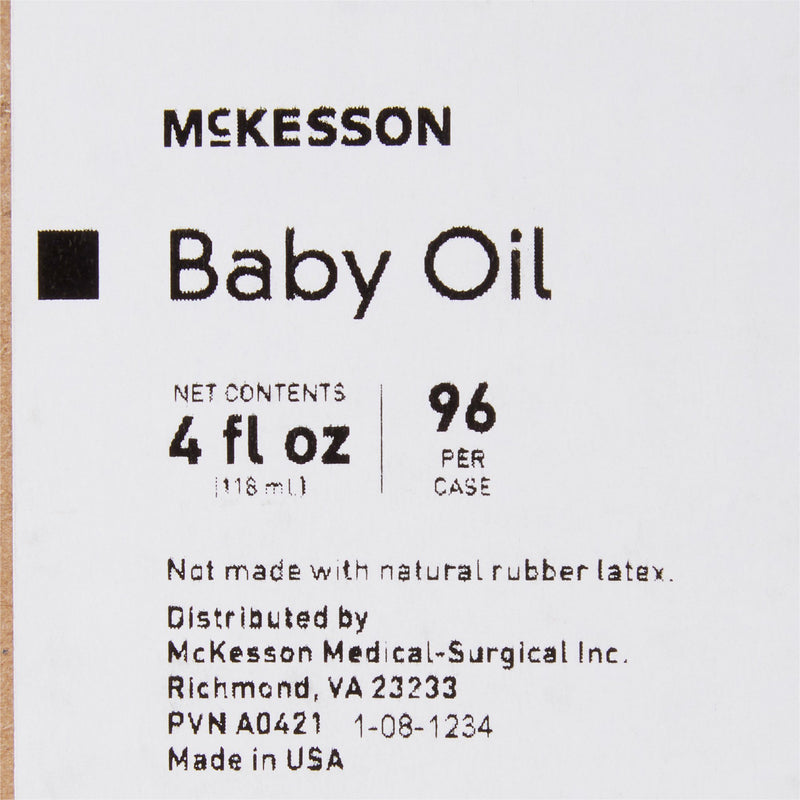 McKESSON
Baby Oil
NET CONTENTS
4 fl oz
(118 mL)
96
PER
CASE
Not made with natural rubber latex.
Distributed by
McKesson Medical-Surgical Inc.
Richmond, VA 23233
PVN A0421 1-08-1234
Made in USA